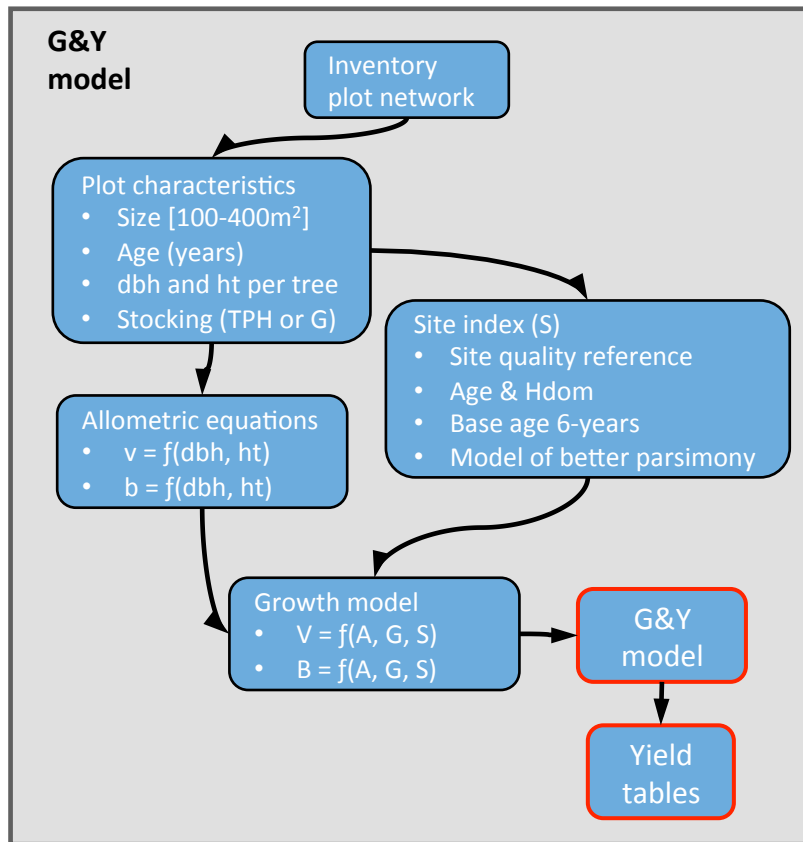 G&Y
model
Inventory
plot network
Plot characteristics
• Size [100-400m²]
• Age (years)
• dbh and ht per tree
• Stocking (TPH or G)
Site index (S)
• Site quality reference
• Age & Hdom
• Base age 6-years
• Model of better parsimony
Allometric equations
• v = ƒ(dbh, ht)
• b = ƒ(dbh, ht)
Growth model
• V = ƒ(A, G, S)
• B = ƒ(A, G, S)
G&Y
model
Yield
tables